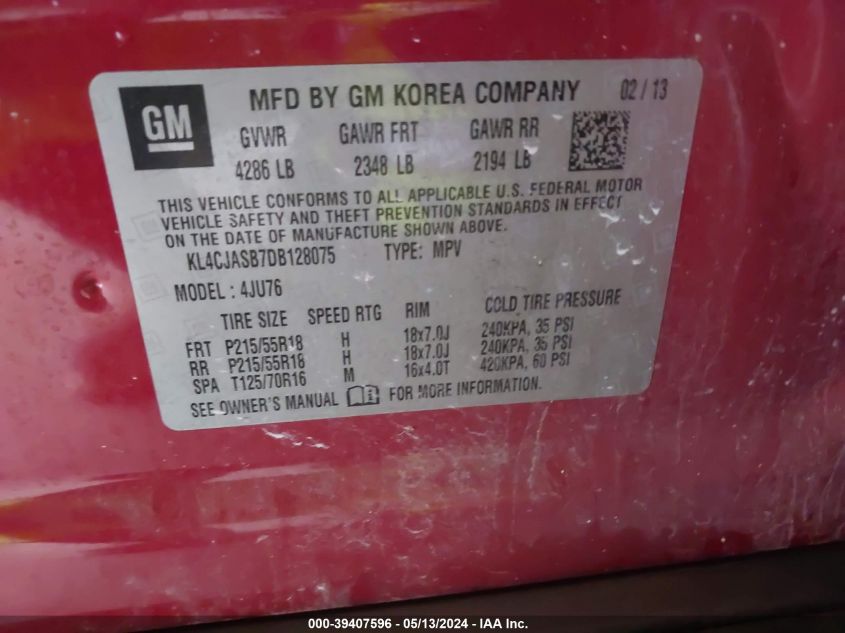 GM
MFD BY GM KOREA COMPANY 02 / 13
GVWR GAWR FRT GAWR RR
4286 LB 2348 LB 2194 LB
THIS VEHICLE CONFORMS TO ALL APPLICABLE U.S. FEDERAL MOTOR
VEHICLE SAFETY AND THEFT PREVENTION STANDARDS IN EFFECT
ON THE DATE OF MANUFACTURE SHOWN ABOVE.
KL4CJASB7DB128075 TYPE: MPV
MODEL : 4JU76
TIRE SIZE SPEED RTG RIM COLD TIRE PRESSURE
FRT P215/55R18 H 18x7.0J 240KPA, 35 PSI
RR P215/55R18 H 18x7.0J 240KPA, 35 PSI
SPA T125/70R16 M 16x4.0T 420KPA, 60 PSI
SEE OWNER'S MANUAL FOR MORE INFORMATION.
000-39407596 - 05/13/2024 - IAA Inc.